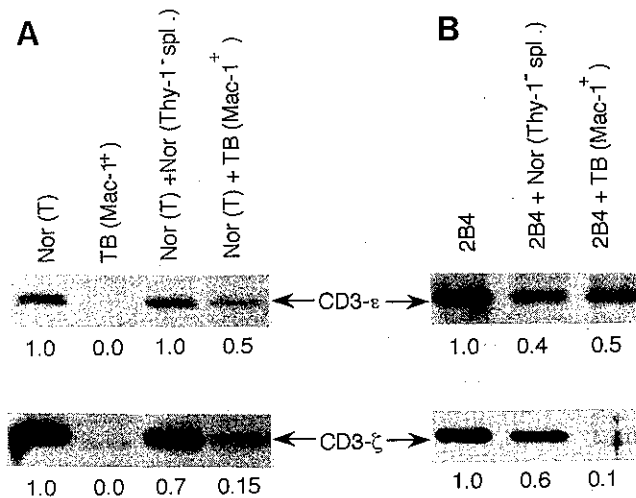 A
Nor (T)
TB (Mac-1+)
Nor (T) +Nor (Thy-1- spl.)
Nor (T) + TB (Mac-1+)
B
2B4
2B4 + Nor (Thy-1- spl.)
2B4 + TB (Mac-1+)
CD3-ε
1.0 0.0 1.0 0.5
1.0 0.4 0.5
CD3-ζ
1.0 0.0 0.7 0.15
1.0 0.6 0.1